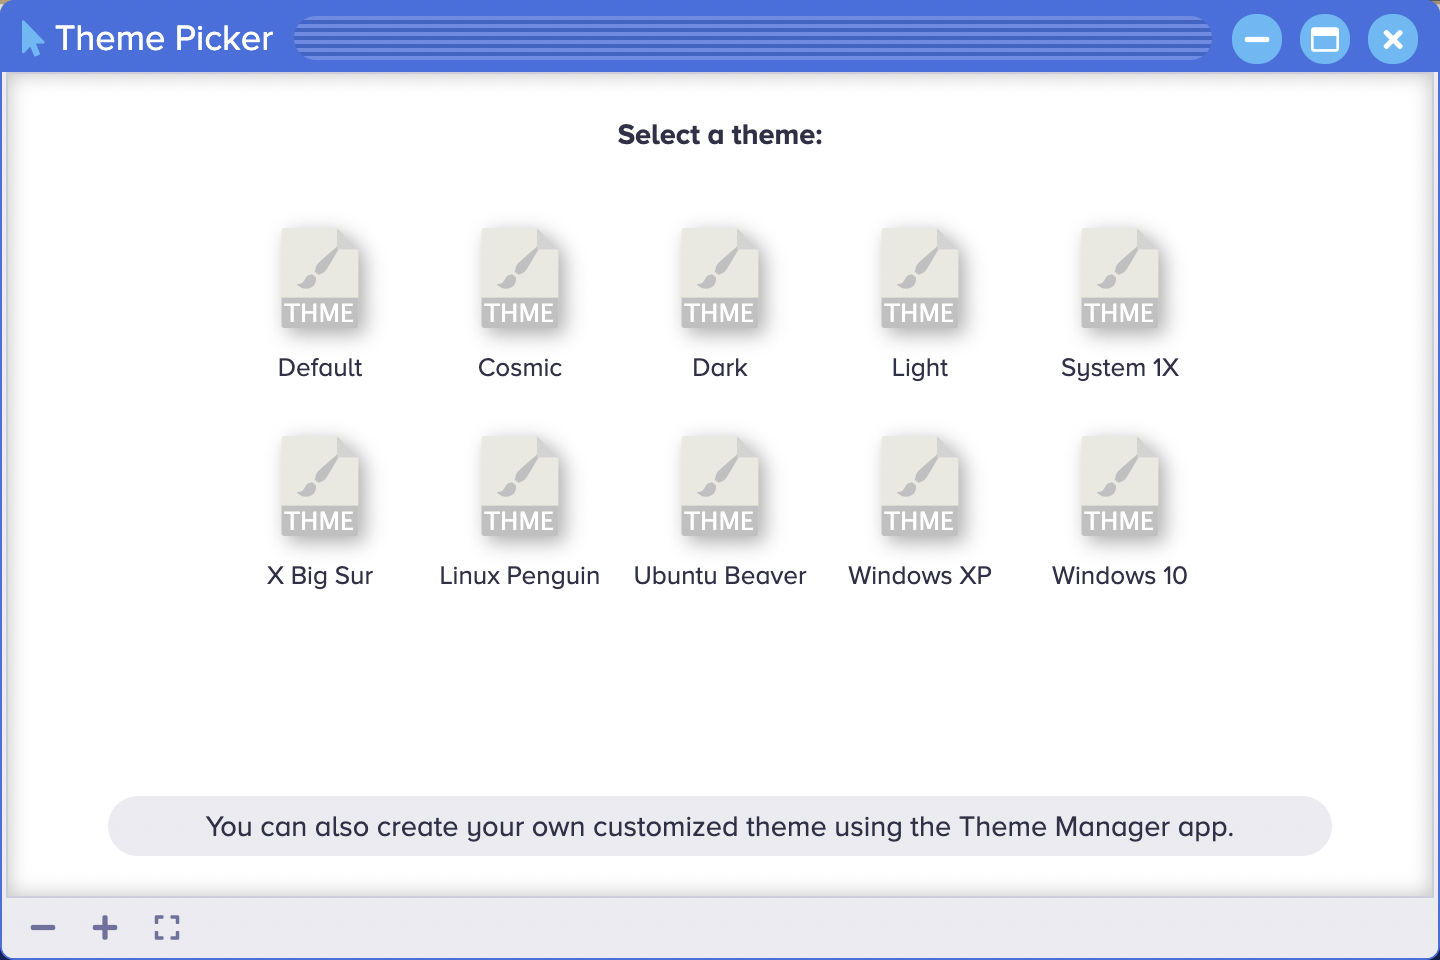 Theme Picker
Select a theme:
THME THME THME THME THME
Default Cosmic Dark Light System 1X
THME THME THME THME THME
X Big Sur Linux Penguin Ubuntu Beaver Windows XP Windows 10
You can also create your own customized theme using the Theme Manager app.